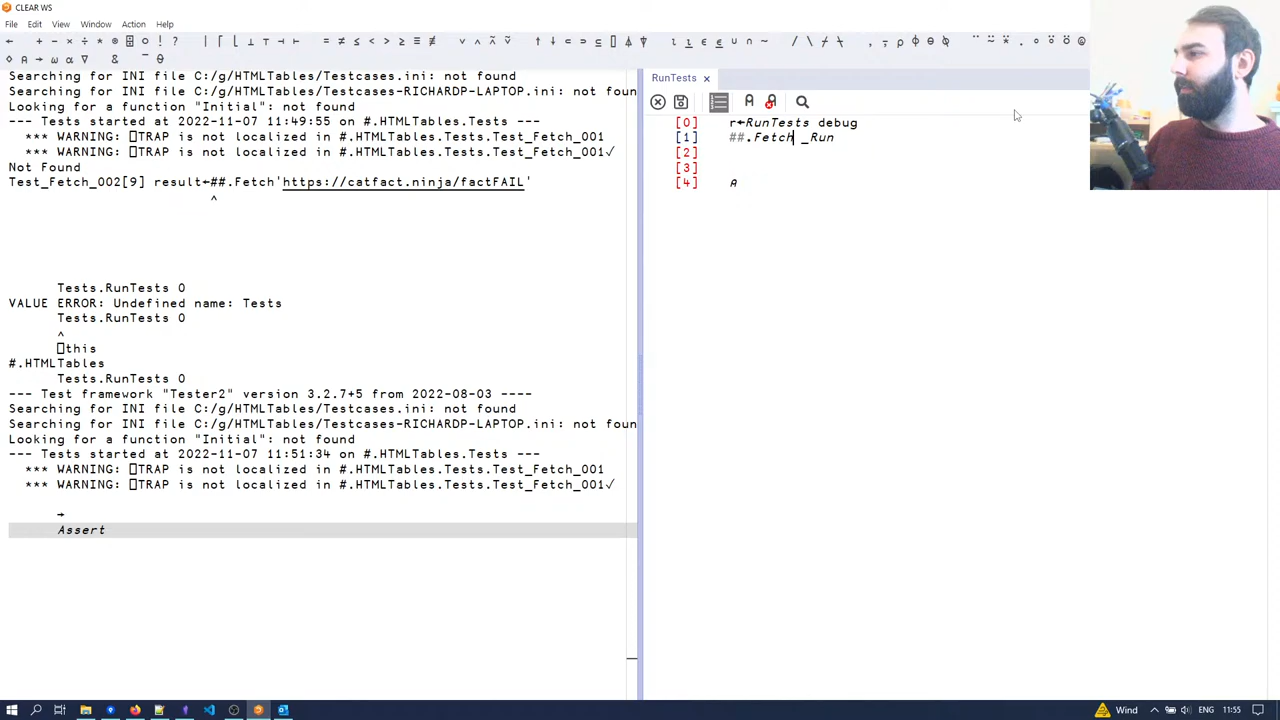 CLEAR WS
File Edit View Window Action Help
← + - × ÷ * ⍟ ⌹ ○ ! ? | ⌈ ⌊ ⊥ ⊤ ⊣ ⊢ = ≠ ≤ < > ≥ ≡ ≢ ∨ ∧ ⍲ ⍱ ↑ ↓ ⊂ ⊃ ⊆ ⌷ ⍋ ⍒ ⍳ ⍸ ∊ ⍷ ∪ ∩ ~ / \ ⌿ ⍀ , ⍪ ⍴ ⌽ ⊖ ⍉ ¨ ⍨ ⍣ . ∘ ⍤ ⍥ @
◊ ⍺ → ⍵ ∇ & ¯ ⍬
Searching for INI file C:/g/HTMLTables/Testcases.ini: not found
Searching for INI file C:/g/HTMLTables/Testcases-RICHARDP-LAPTOP.ini: not foun
Looking for a function "Initial": not found
--- Tests started at 2022-11-07 11:49:55 on #.HTMLTables.Tests ---
*** WARNING: ⎕TRAP is not localized in #.HTMLTables.Tests.Test_Fetch_001
*** WARNING: ⎕TRAP is not localized in #.HTMLTables.Tests.Test_Fetch_001✓
Not Found
Test_Fetch_002[9] result←##.Fetch'https://catfact.ninja/factFAIL'
^
Tests.RunTests 0
VALUE ERROR: Undefined name: Tests
Tests.RunTests 0
^
⎕this
#.HTMLTables
Tests.RunTests 0
--- Test framework "Tester2" version 3.2.7+5 from 2022-08-03 ----
Searching for INI file C:/g/HTMLTables/Testcases.ini: not found
Searching for INI file C:/g/HTMLTables/Testcases-RICHARDP-LAPTOP.ini: not foun
Looking for a function "Initial": not found
--- Tests started at 2022-11-07 11:51:34 on #.HTMLTables.Tests ---
*** WARNING: ⎕TRAP is not localized in #.HTMLTables.Tests.Test_Fetch_001
*** WARNING: ⎕TRAP is not localized in #.HTMLTables.Tests.Test_Fetch_001✓
→
Assert
RunTests ×
[0] r←RunTests debug
[1] ##.Fetch _Run
[2]
[3]
[4] ⍝
Wind ENG 11:55